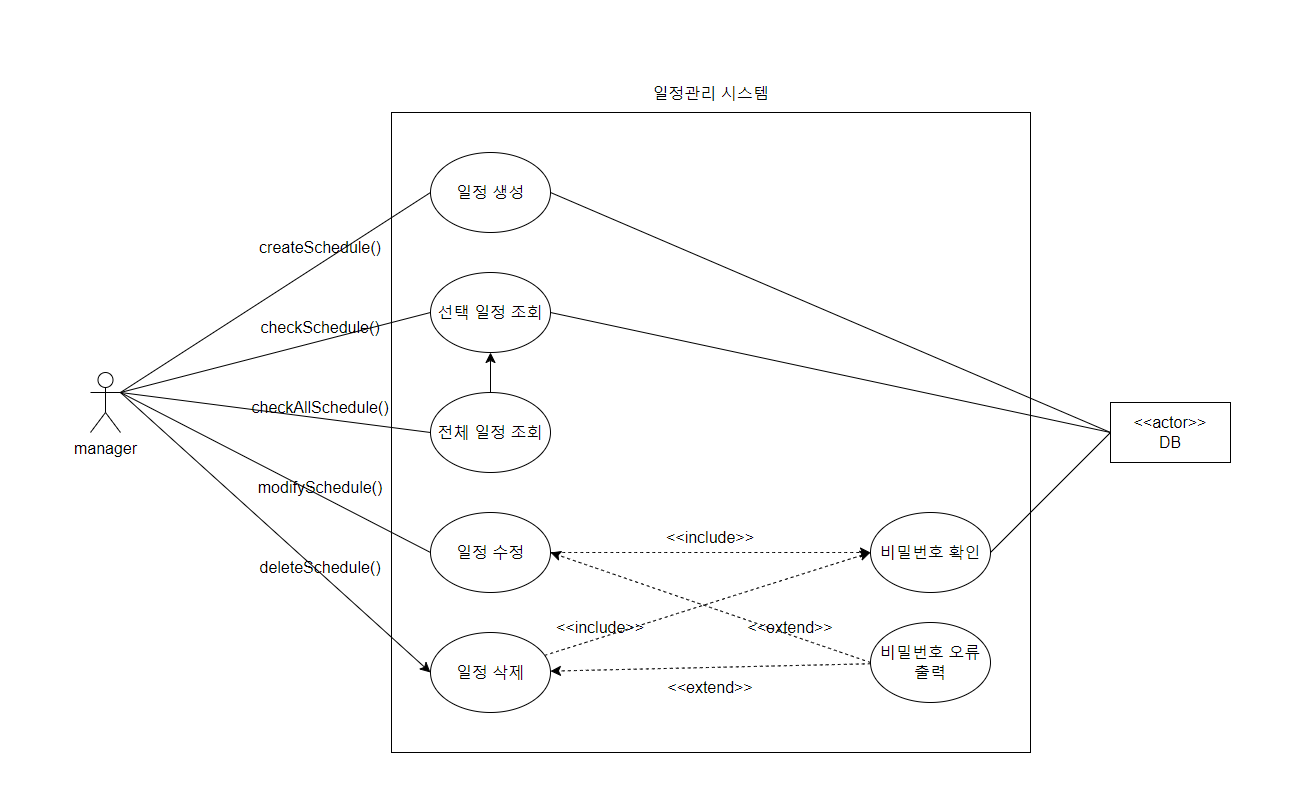 일정관리 시스템
일정 생성
createSchedule()
선택 일정 조회
checkSchedule()
checkAllSchedule()
전체 일정 조회
<<actor>>
DB
manager
modifySchedule()
일정 수정
<<include>>
비밀번호 확인
deleteSchedule()
<<include>>
<<extend>>
일정 삭제
비밀번호 오류
출력
<<extend>>